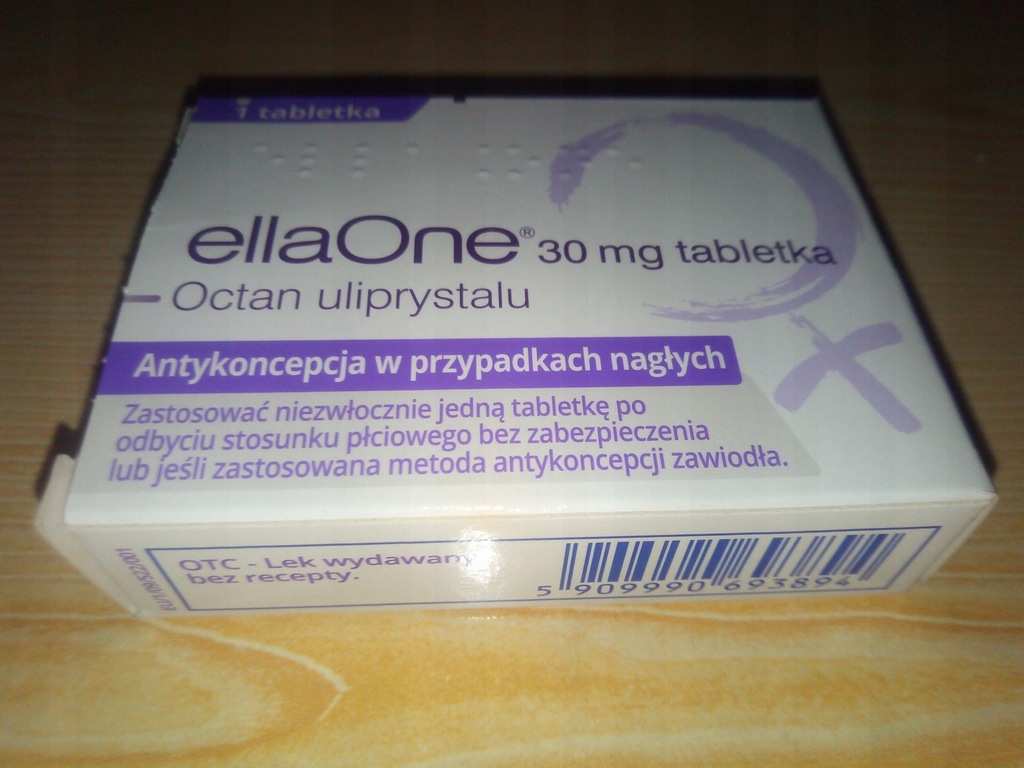 1 tabletka
ellaOne® 30 mg tabletka
Octan uliprystalu
Antykoncepcja w przypadkach nagłych
Zastosować niezwłocznie jedną tabletkę po
odbyciu stosunku płciowego bez zabezpieczenia
lub jeśli zastosowana metoda antykoncepcji zawiodła.
OTC - Lek wydawany
bez recepty.
5 909990 693894